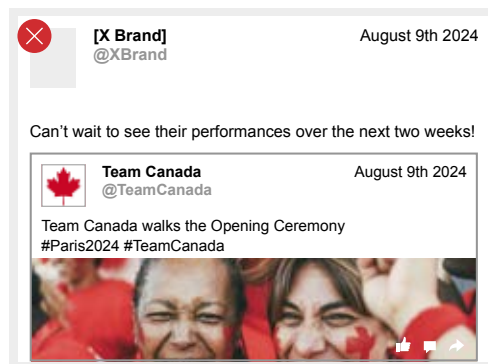 [X Brand] August 9th 2024
@XBrand
Can’t wait to see their performances over the next two weeks!
Team Canada August 9th 2024
@TeamCanada
Team Canada walks the Opening Ceremony
#Paris2024 #TeamCanada